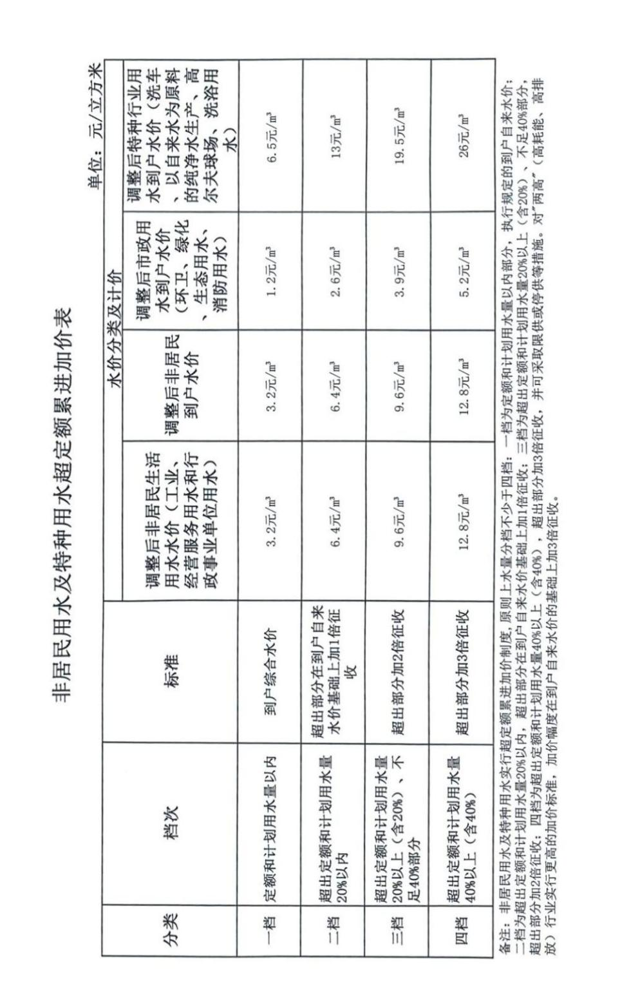 非居民用水及特种用水超定额累进加价表
单位：元/立方米
分类
档次
标准
水价分类及计价
调整后非居民生活
用水水价（工业、
经营服务用水和行
政事业单位用水）
调整后非居民
到户水价
调整后市政用
水到户水价
（环卫、绿化
、生态用水、
消防用水）
调整后特种行业用
水到户水价（洗车
、以自来水为原料
的纯净水生产、高
尔夫球场、洗浴用
水）
一档
定额和计划用水量以内
到户综合水价
3.2元/m³
3.2元/m³
1.2元/m³
6.5元/m³
二档
超出定额和计划用水量
20%以内
超出部分在到户自来
水价基础上加1倍征
收
6.4元/m³
6.4元/m³
2.6元/m³
13元/m³
三档
超出定额和计划用水量
20%以上（含20%）、不
足40%部分
超出部分加2倍征收
9.6元/m³
9.6元/m³
3.9元/m³
19.5元/m³
四档
超出定额和计划用水量
40%以上（含40%）
超出部分加3倍征收
12.8元/m³
12.8元/m³
5.2元/m³
26元/m³
备注：非居民用水及特种用水实行超定额累进加价制度,原则上水量分档不少于四档：一档为定额和计划用水量以内部分，执行规定的到户自来水价；
二档为超出定额和计划用水量20%以内，超出部分在到户自来水价基础上加1倍征收；三档为超出定额和计划用水量20%以上（含20%）、不足40%部分，
超出部分加2倍征收；四档为超出定额和计划用水量40%以上（含40%），超出部分加3倍征收，并可采取限供或停供等措施。对"两高"（高耗能、高排
放）行业实行更高的加价标准，加价幅度在到户自来水价的基础上加3倍征收。